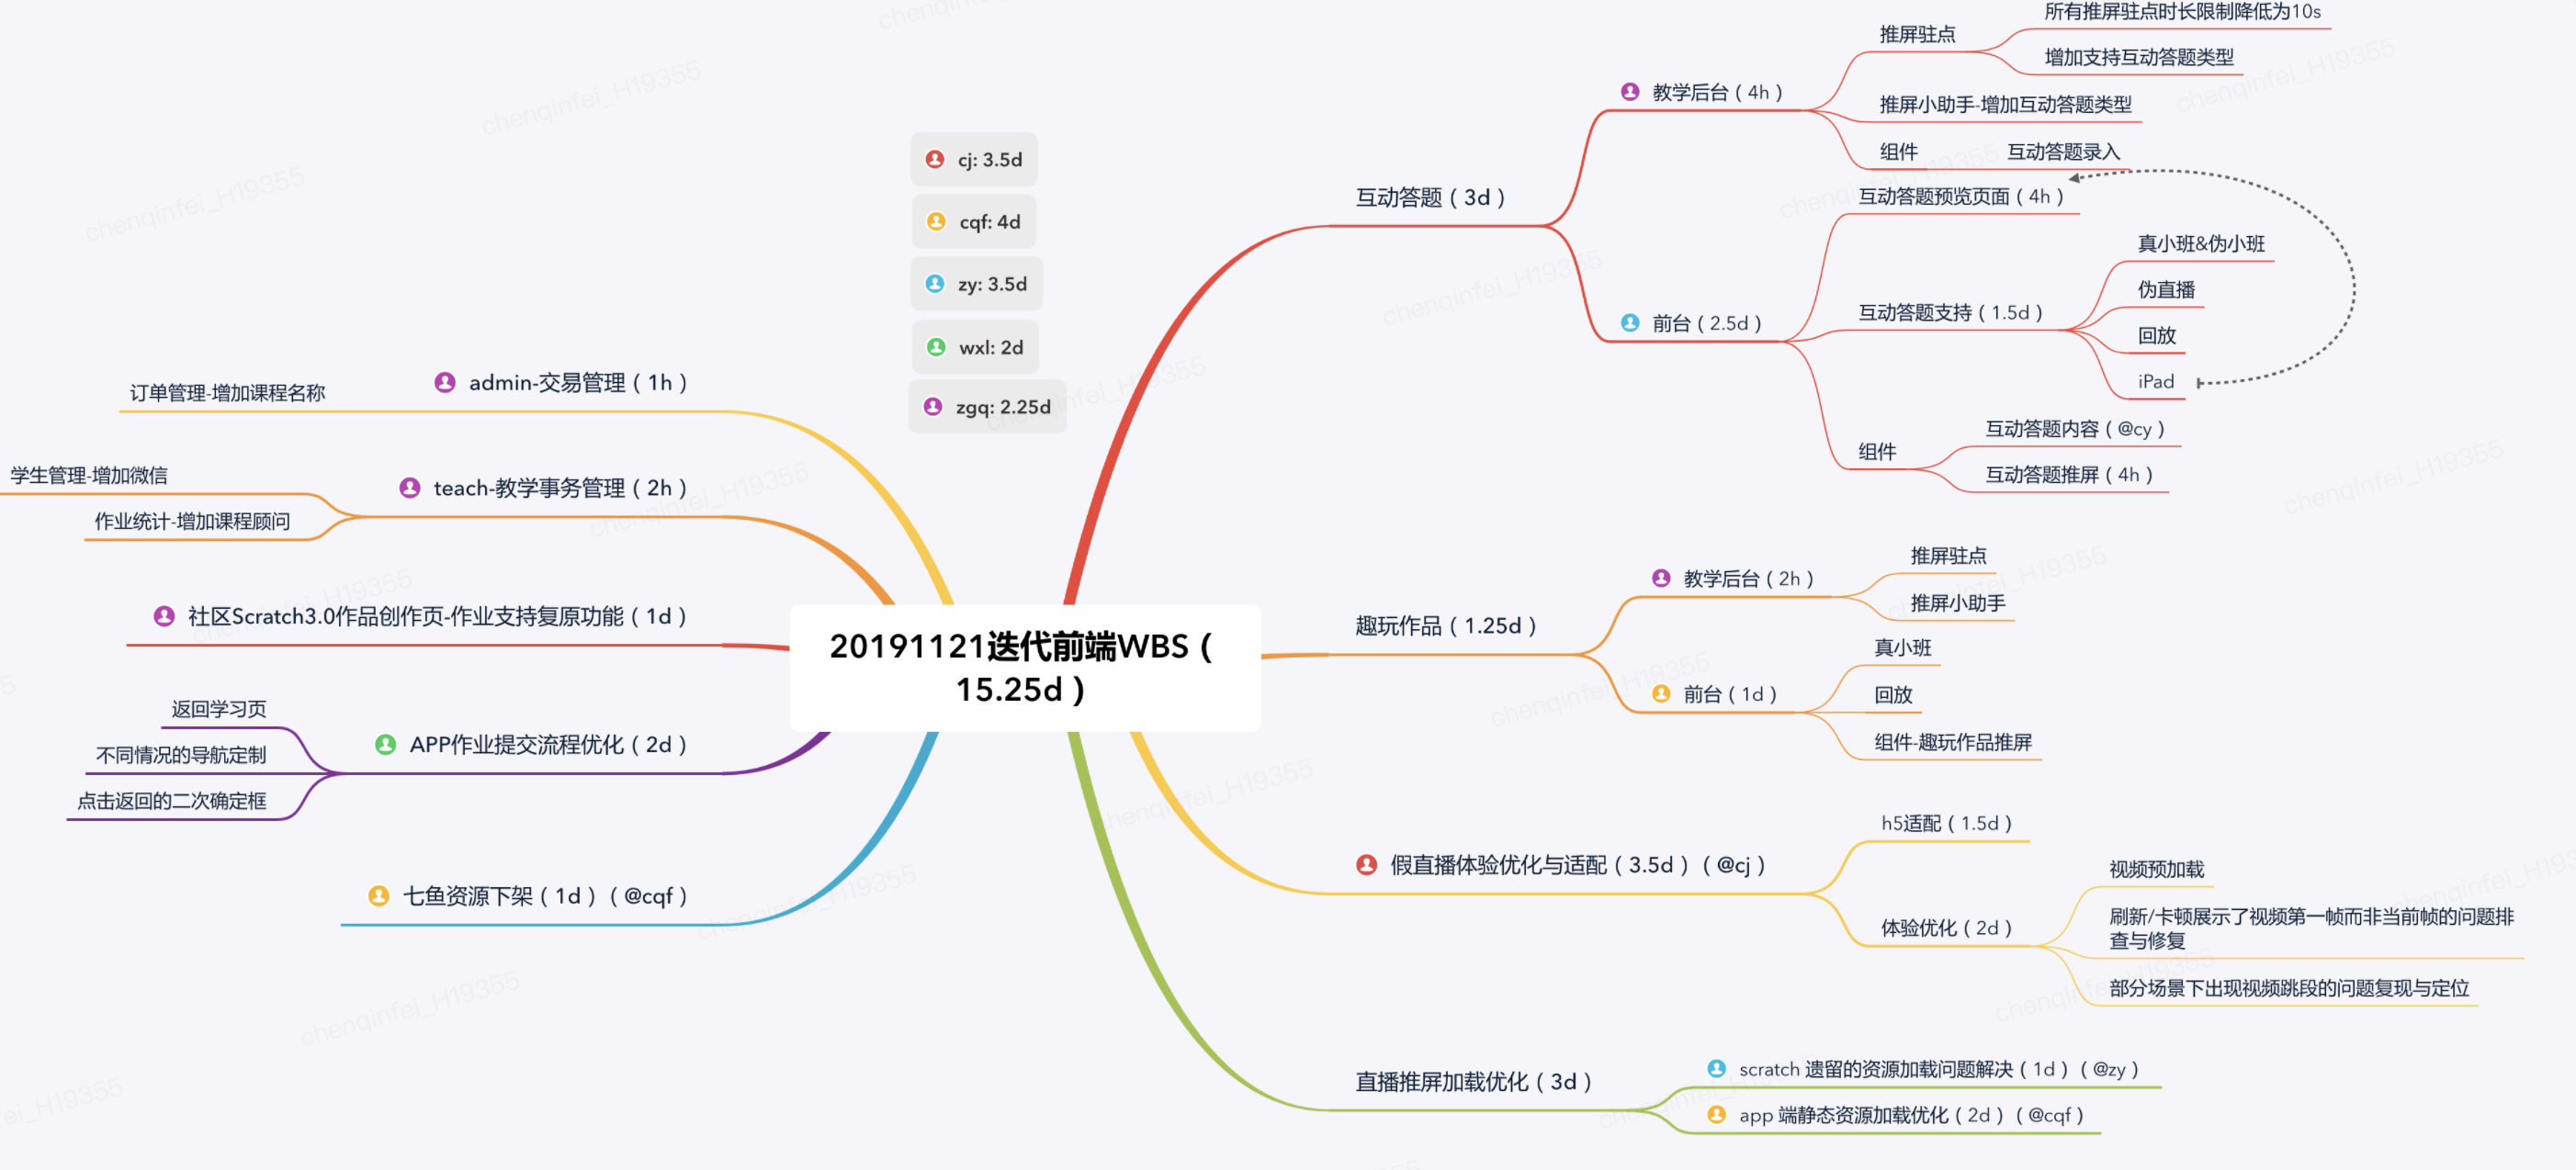 20191121迭代前端WBS（
15.25d）
cj: 3.5d
cqf: 4d
zy: 3.5d
wxl: 2d
zgq: 2.25d
互动答题（3d）
教学后台（4h）
推屏驻点
所有推屏驻点时长限制降低为10s
增加支持互动答题类型
推屏小助手-增加互动答题类型
组件
互动答题录入
前台（2.5d）
互动答题预览页面（4h）
互动答题支持（1.5d）
真小班&伪小班
伪直播
回放
iPad
组件
互动答题内容（@cy）
互动答题推屏（4h）
趣玩作品（1.25d）
教学后台（2h）
推屏驻点
推屏小助手
前台（1d）
真小班
回放
组件-趣玩作品推屏
假直播体验优化与适配（3.5d）（@cj）
h5适配（1.5d）
体验优化（2d）
视频预加载
刷新/卡顿展示了视频第一帧而非当前帧的问题排
查与修复
部分场景下出现视频跳段的问题复现与定位
直播推屏加载优化（3d）
scratch 遗留的资源加载问题解决（1d）（@zy）
app 端静态资源加载优化（2d）（@cqf）
admin-交易管理（1h）
订单管理-增加课程名称
teach-教学事务管理（2h）
学生管理-增加微信
作业统计-增加课程顾问
社区Scratch3.0作品创作页-作业支持复原功能（1d）
APP作业提交流程优化（2d）
返回学习页
不同情况的导航定制
点击返回的二次确定框
七鱼资源下架（1d）（@cqf）
chenqinfei_H19355